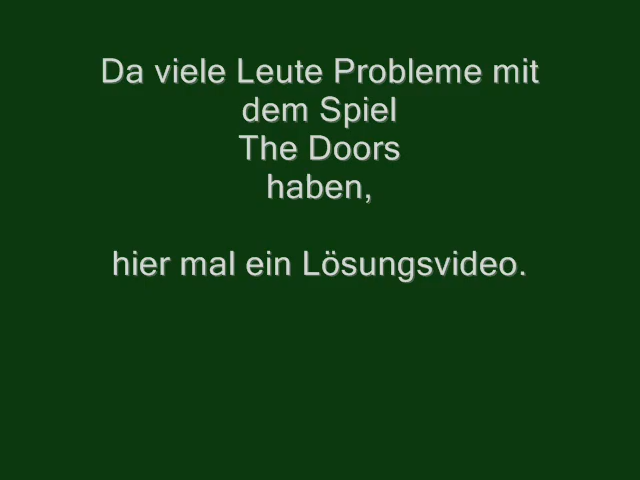 Da viele Leute Probleme mit
dem Spiel
The Doors
haben,
hier mal ein Lösungsvideo.